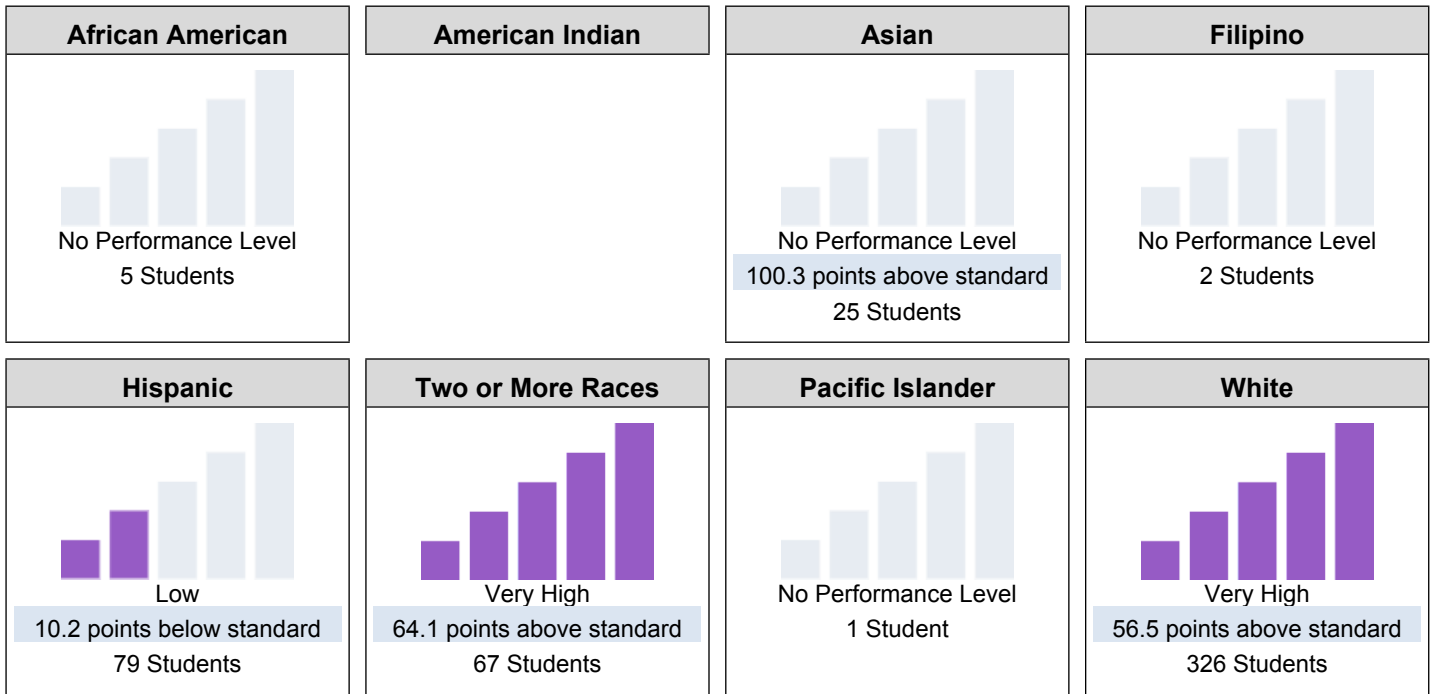 African American
No Performance Level
5 Students
American Indian
Asian
No Performance Level
100.3 points above standard
25 Students
Filipino
No Performance Level
2 Students
Hispanic
Low
10.2 points below standard
79 Students
Two or More Races
Very High
64.1 points above standard
67 Students
Pacific Islander
No Performance Level
1 Student
White
Very High
56.5 points above standard
326 Students